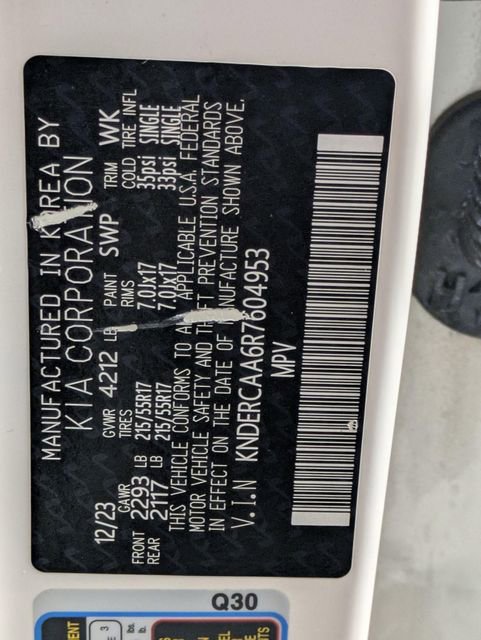 MANUFACTURED IN KOREA BY
KIA CORPORATION
12/23 GVWR 4212 LB PAINT SWP TRIM WK
GAWR TIRES RIMS COLD TIRE INFL
FRONT 2293 LB 215/55R17 7.0Jx17 33psi SINGLE
REAR 2117 LB 215/55R17 7.0Jx17 33psi SINGLE
THIS VEHICLE CONFORMS TO ALL APPLICABLE U.S.A. FEDERAL
MOTOR VEHICLE SAFETY AND THEFT PREVENTION STANDARDS
IN EFFECT ON THE DATE OF MANUFACTURE SHOWN ABOVE.
V.I.N KNDERCAA6R7604953
MPV
Q30